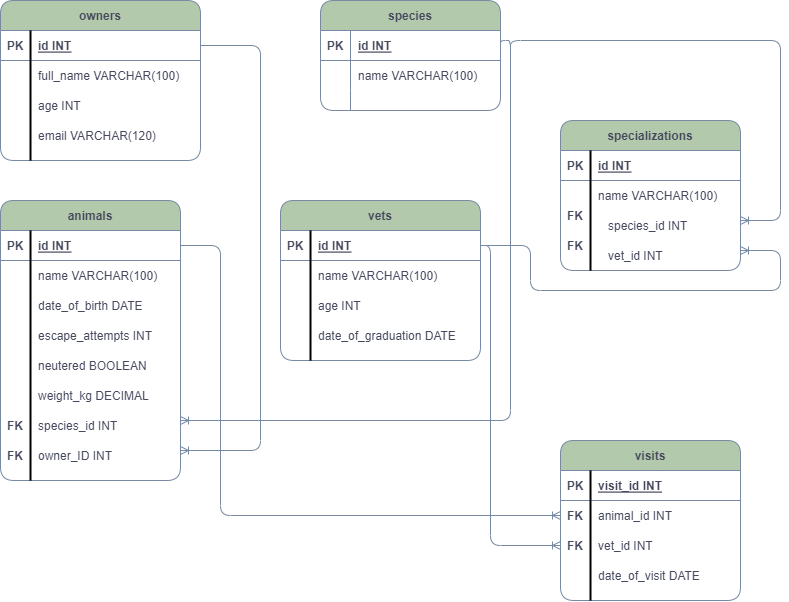 owners
PK id INT
full_name VARCHAR(100)
age INT
email VARCHAR(120)
species
PK id INT
name VARCHAR(100)
specializations
PK id INT
name VARCHAR(100)
FK species_id INT
FK vet_id INT
animals
PK id INT
name VARCHAR(100)
date_of_birth DATE
escape_attempts INT
neutered BOOLEAN
weight_kg DECIMAL
FK species_id INT
FK owner_ID INT
vets
PK id INT
name VARCHAR(100)
age INT
date_of_graduation DATE
visits
PK visit_id INT
FK animal_id INT
FK vet_id INT
date_of_visit DATE